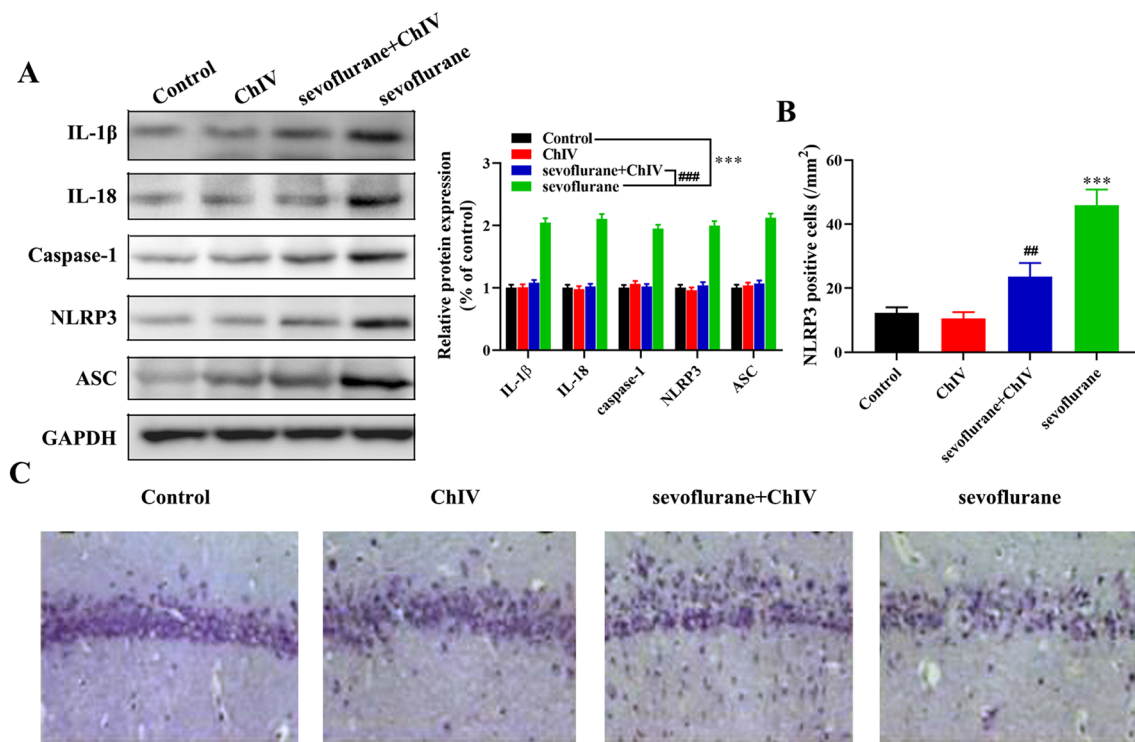 A
Control
ChIV
sevoflurane+ChIV
sevoflurane
IL-1β
IL-18
Caspase-1
NLRP3
ASC
GAPDH
Control
ChIV
sevoflurane+ChIV
sevoflurane
***
###
Relative protein expression
(% of control)
3
2
1
0
IL-1β
IL-18
caspase-1
NLRP3
ASC
B
NLRP3 positive cells (/mm²)
60
40
20
0
##
***
Control
ChIV
sevoflurane+ChIV
sevoflurane
C
Control
ChIV
sevoflurane+ChIV
sevoflurane